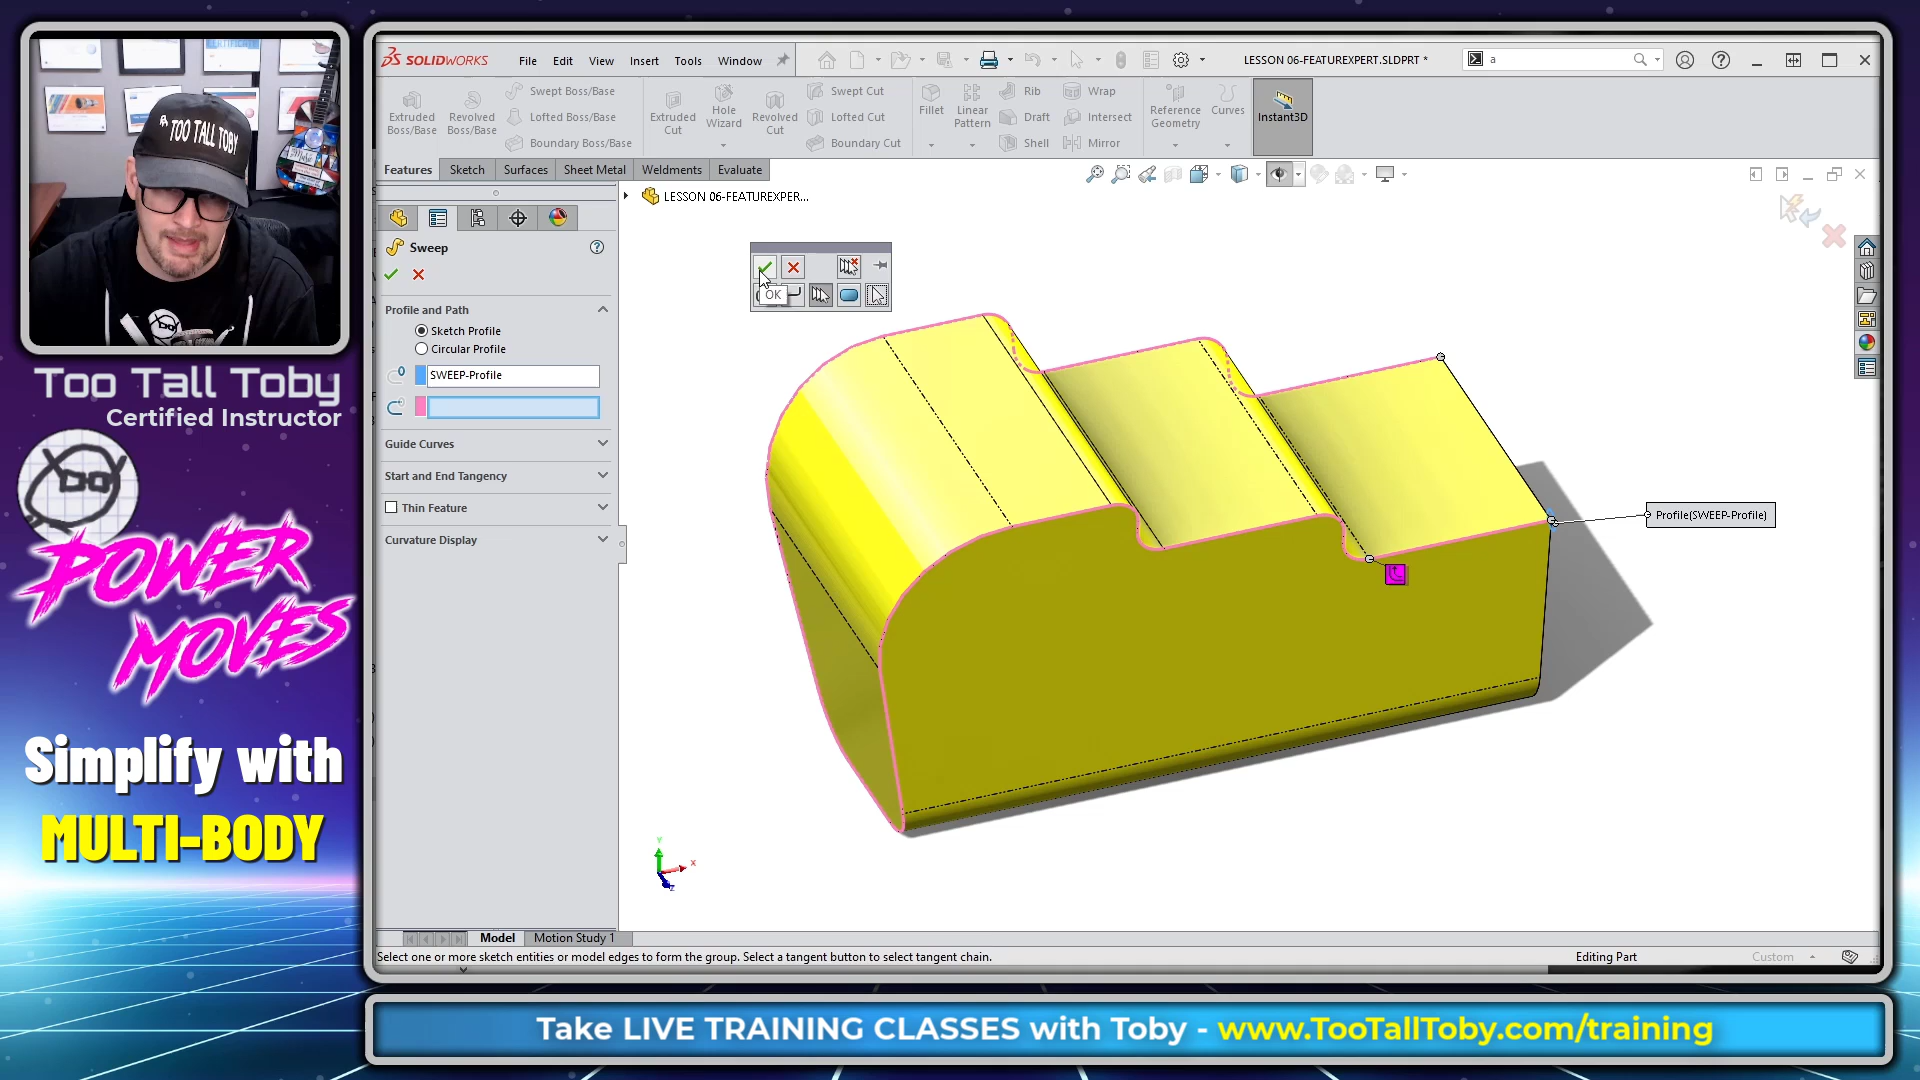 TOO TALL TOBY
Too Tall Toby
Certified Instructor
POWER
MOVES
Simplify with
MULTI-BODY
SOLIDWORKS
File
Edit
View
Insert
Tools
Window
LESSON 06-FEATUREXPERT.SLDPRT *
a
Extruded
Boss/Base
Revolved
Boss/Base
Swept Boss/Base
Lofted Boss/Base
Boundary Boss/Base
Extruded
Cut
Hole
Wizard
Revolved
Cut
Swept Cut
Lofted Cut
Boundary Cut
Fillet
Linear
Pattern
Rib
Draft
Shell
Wrap
Intersect
Mirror
Reference
Geometry
Curves
Instant3D
Features
Sketch
Surfaces
Sheet Metal
Weldments
Evaluate
LESSON 06-FEATUREXPER...
Sweep
Profile and Path
Sketch Profile
Circular Profile
SWEEP-Profile
Guide Curves
Start and End Tangency
Thin Feature
Curvature Display
OK
Profile(SWEEP-Profile)
Y
X
Z
Model
Motion Study 1
Select one or more sketch entities or model edges to form the group. Select a tangent button to select tangent chain.
Editing Part
Custom
Take LIVE TRAINING CLASSES with Toby - www.TooTallToby.com/training